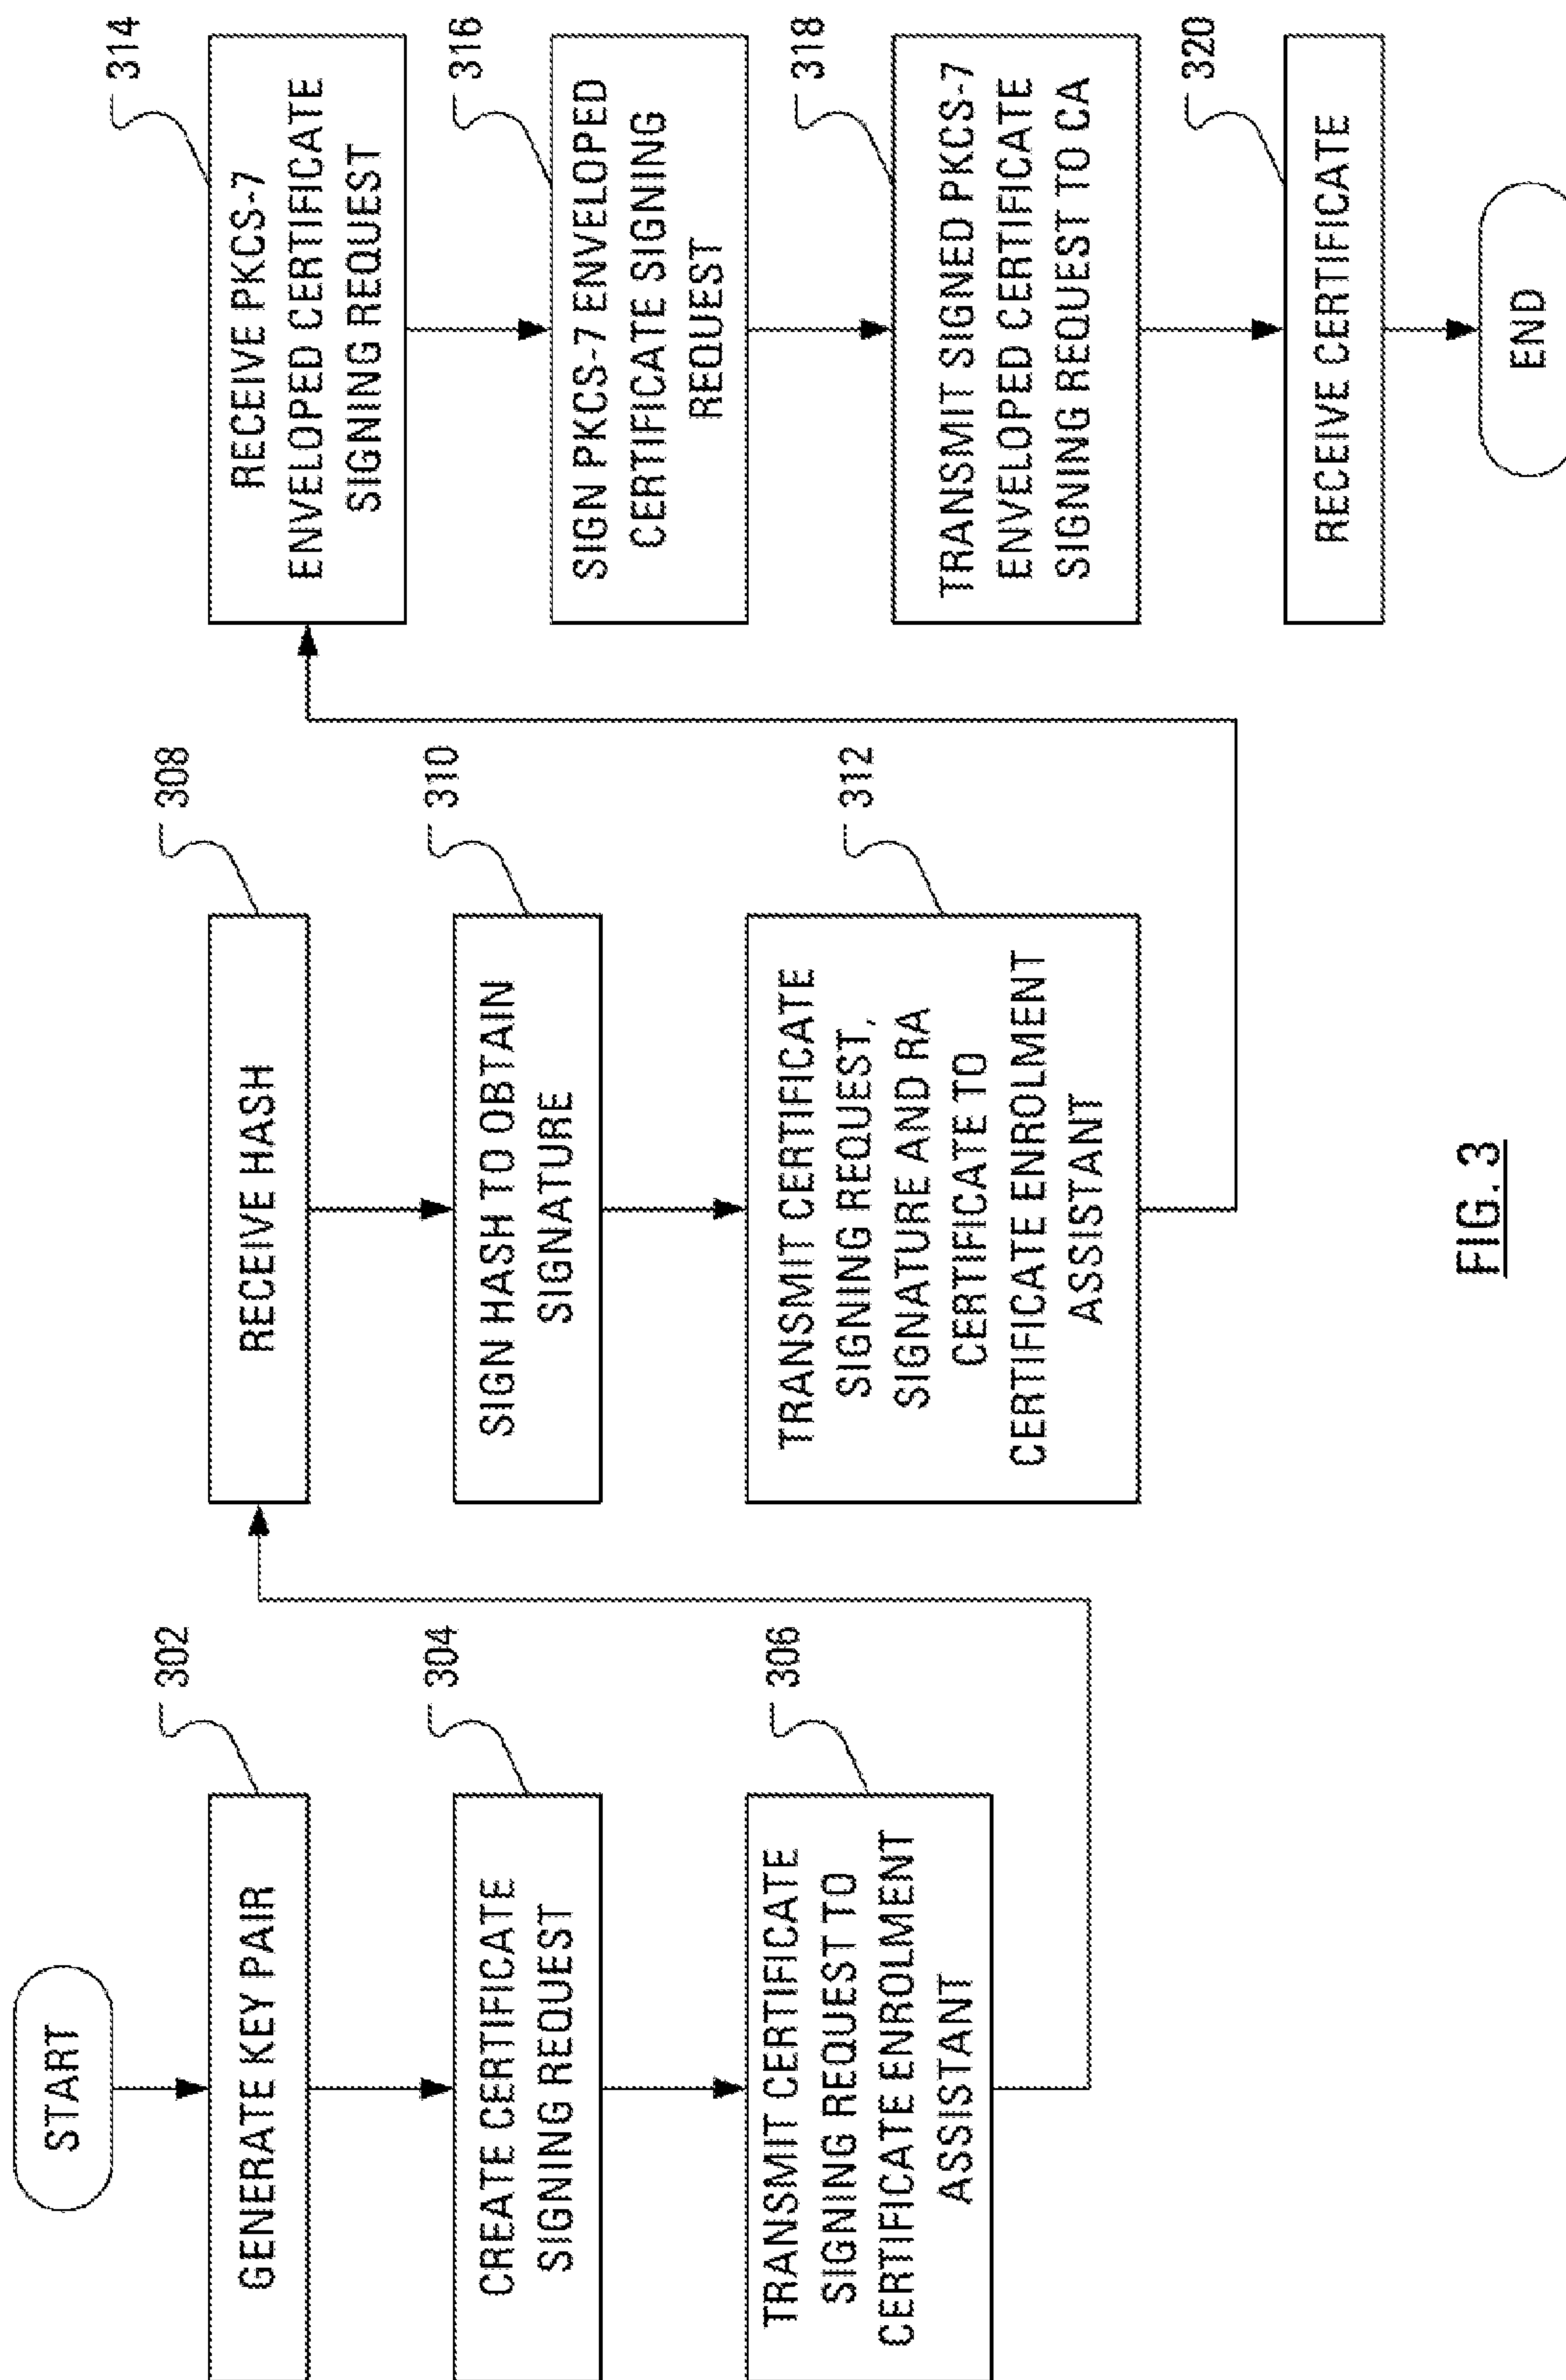 START
GENERATE KEY PAIR
302
CREATE CERTIFICATE
SIGNING REQUEST
304
TRANSMIT CERTIFICATE
SIGNING REQUEST TO
CERTIFICATE ENROLMENT
ASSISTANT
306
RECEIVE HASH
308
SIGN HASH TO OBTAIN
SIGNATURE
310
TRANSMIT CERTIFICATE
SIGNING REQUEST,
SIGNATURE AND RA
CERTIFICATE TO
CERTIFICATE ENROLMENT
ASSISTANT
312
RECEIVE PKCS-7
ENVELOPED CERTIFICATE
SIGNING REQUEST
314
SIGN PKCS-7 ENVELOPED
CERTIFICATE SIGNING
REQUEST
316
TRANSMIT SIGNED PKCS-7
ENVELOPED CERTIFICATE
SIGNING REQUEST TO CA
318
RECEIVE CERTIFICATE
320
END
FIG. 3